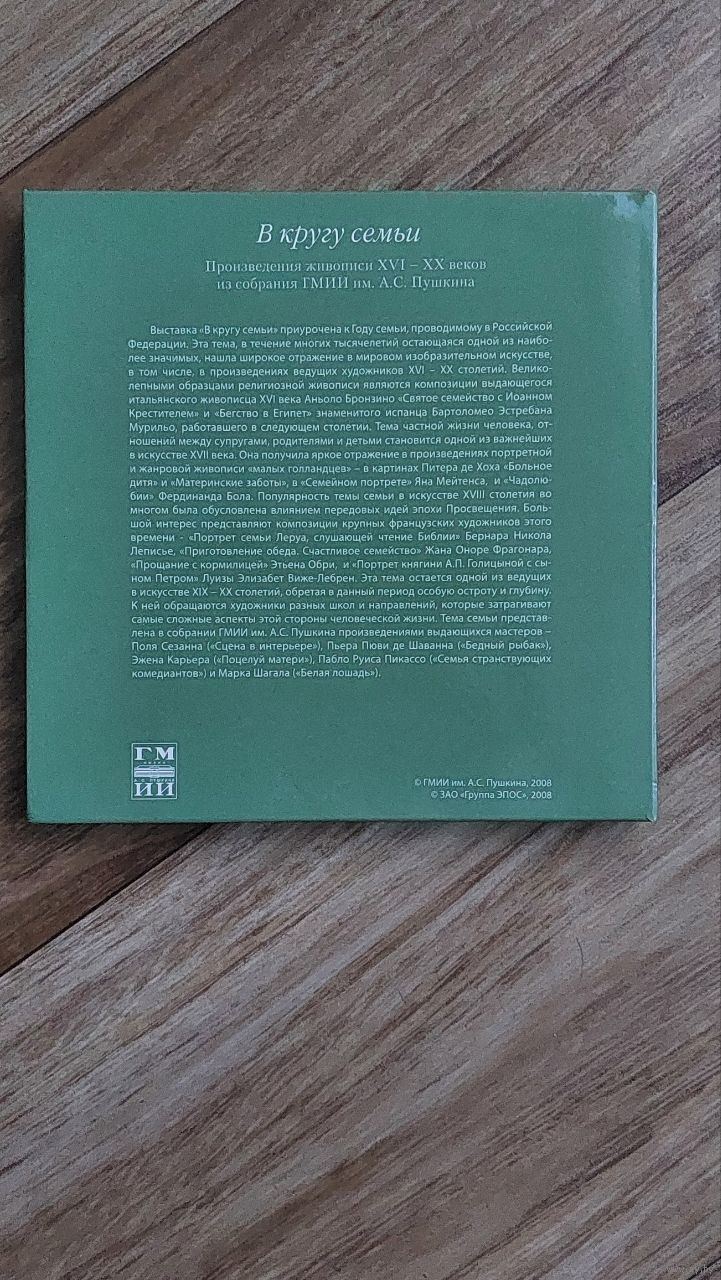 В кругу семьи
Произведения живописи XVI – XX веков
из собрания ГМИИ им. А.С. Пушкина
Выставка «В кругу семьи» приурочена к Году семьи, проводимому в Российской
Федерации. Эта тема, в течение многих тысячелетий остающаяся одной из наибо-
лее значимых, нашла широкое отражение в мировом изобразительном искусстве,
в том числе, в произведениях ведущих художников XVI – XX столетий. Велико-
лепными образцами религиозной живописи являются композиции выдающегося
итальянского живописца XVI века Аньоло Бронзино «Святое семейство с Иоанном
Крестителем» и «Бегство в Египет» знаменитого испанца Бартоломео Эстребана
Мурильо, работавшего в следующем столетии. Тема частной жизни человека, от-
ношений между супругами, родителями и детьми становится одной из важнейших
в искусстве XVII века. Она получила яркое отражение в произведениях портретной
и жанровой живописи «малых голландцев» – в картинах Питера де Хоха «Больное
дитя» и «Материнские заботы», в «Семейном портрете» Яна Мейтенса, и «Чадолю-
бии» Фердинанда Бола. Популярность темы семьи в искусстве XVIII столетия во
многом была обусловлена влиянием передовых идей эпохи Просвещения. Боль-
шой интерес представляют композиции крупных французских художников этого
времени - «Портрет семьи Леруа, слушающей чтение Библии» Бернара Никола
Леписье, «Приготовление обеда. Счастливое семейство» Жана Оноре Фрагонара,
«Прощание с кормилицей» Этьена Обри, и «Портрет княгини А.П. Голицыной с сы-
ном Петром» Луизы Элизабет Виже-Лебрен. Эта тема остается одной из ведущих
в искусстве XIX – XX столетий, обретая в данный период особую остроту и глубину.
К ней обращаются художники разных школ и направлений, которые затрагивают
самые сложные аспекты этой стороны человеческой жизни. Тема семьи представ-
лена в собрании ГМИИ им. А.С. Пушкина произведениями выдающихся мастеров –
Поля Сезанна («Сцена в интерьере»), Пьера Пюви де Шаванна («Бедный рыбак»),
Эжена Карьера («Поцелуй матери»), Пабло Руиса Пикассо («Семья странствующих
комедиантов») и Марка Шагала («Белая лошадь»).
ГМ
ИМЕНИ
А.С. ПУШКИНА
ИИ
© ГМИИ им. А.С. Пушкина, 2008
© ЗАО «Группа ЭПОС», 2008